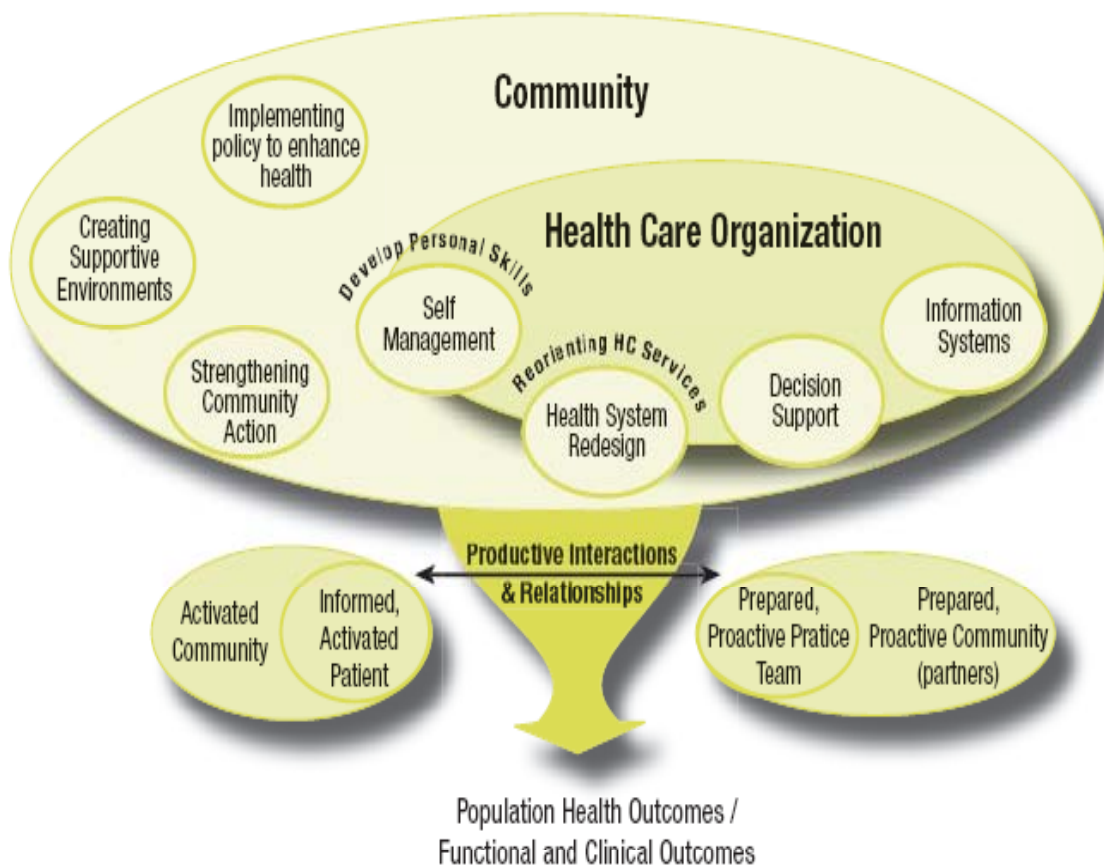 Community
Implementing
policy to enhance
health
Health Care Organization
Creating
Supportive
Environments
Develop Personal Skills
Self
Management
Information
Systems
Strengthening
Community
Action
Reorienting HC Services
Health System
Redesign
Decision
Support
Productive Interactions
& Relationships
Activated
Community
Informed,
Activated
Patient
Prepared,
Proactive Pratice
Team
Prepared,
Proactive Community
(partners)
Population Health Outcomes /
Functional and Clinical Outcomes